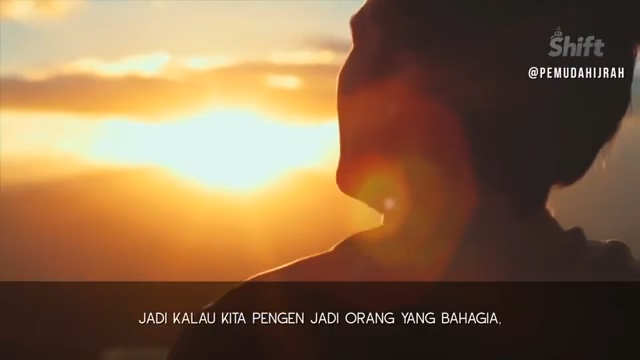 Shift
@PEMUDAHIJRAH
JADI KALAU KITA PENGEN JADI ORANG YANG BAHAGIA,